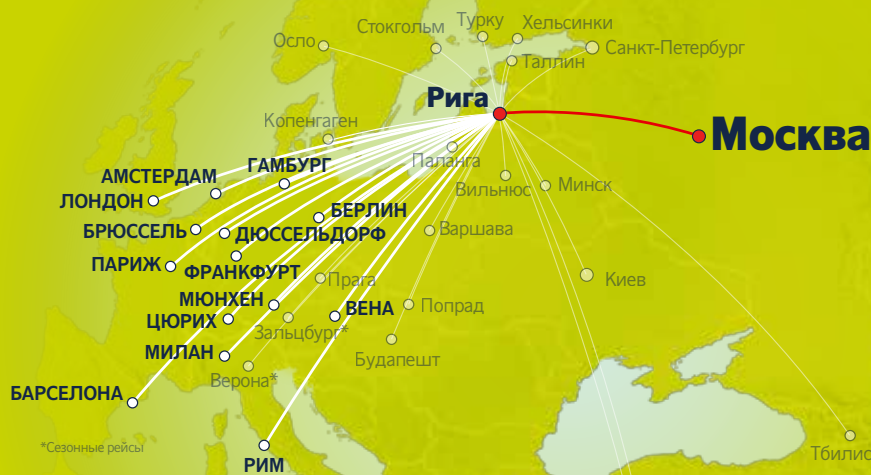 Турку
Хельсинки
Стокгольм
Осло
Санкт-Петербург
Таллин
Рига
Москва
Копенгаген
Паланга
ГАМБУРГ
АМСТЕРДАМ
Вильнюс
Минск
ЛОНДОН
БЕРЛИН
БРЮССЕЛЬ
ДЮССЕЛЬДОРФ
Варшава
ПАРИЖ
ФРАНКФУРТ
Прага
Киев
МЮНХЕН
ВЕНА
Попрад
ЦЮРИХ
Зальцбург*
МИЛАН
Будапешт
Верона*
БАРСЕЛОНА
*Сезонные рейсы
Тбилис
РИМ